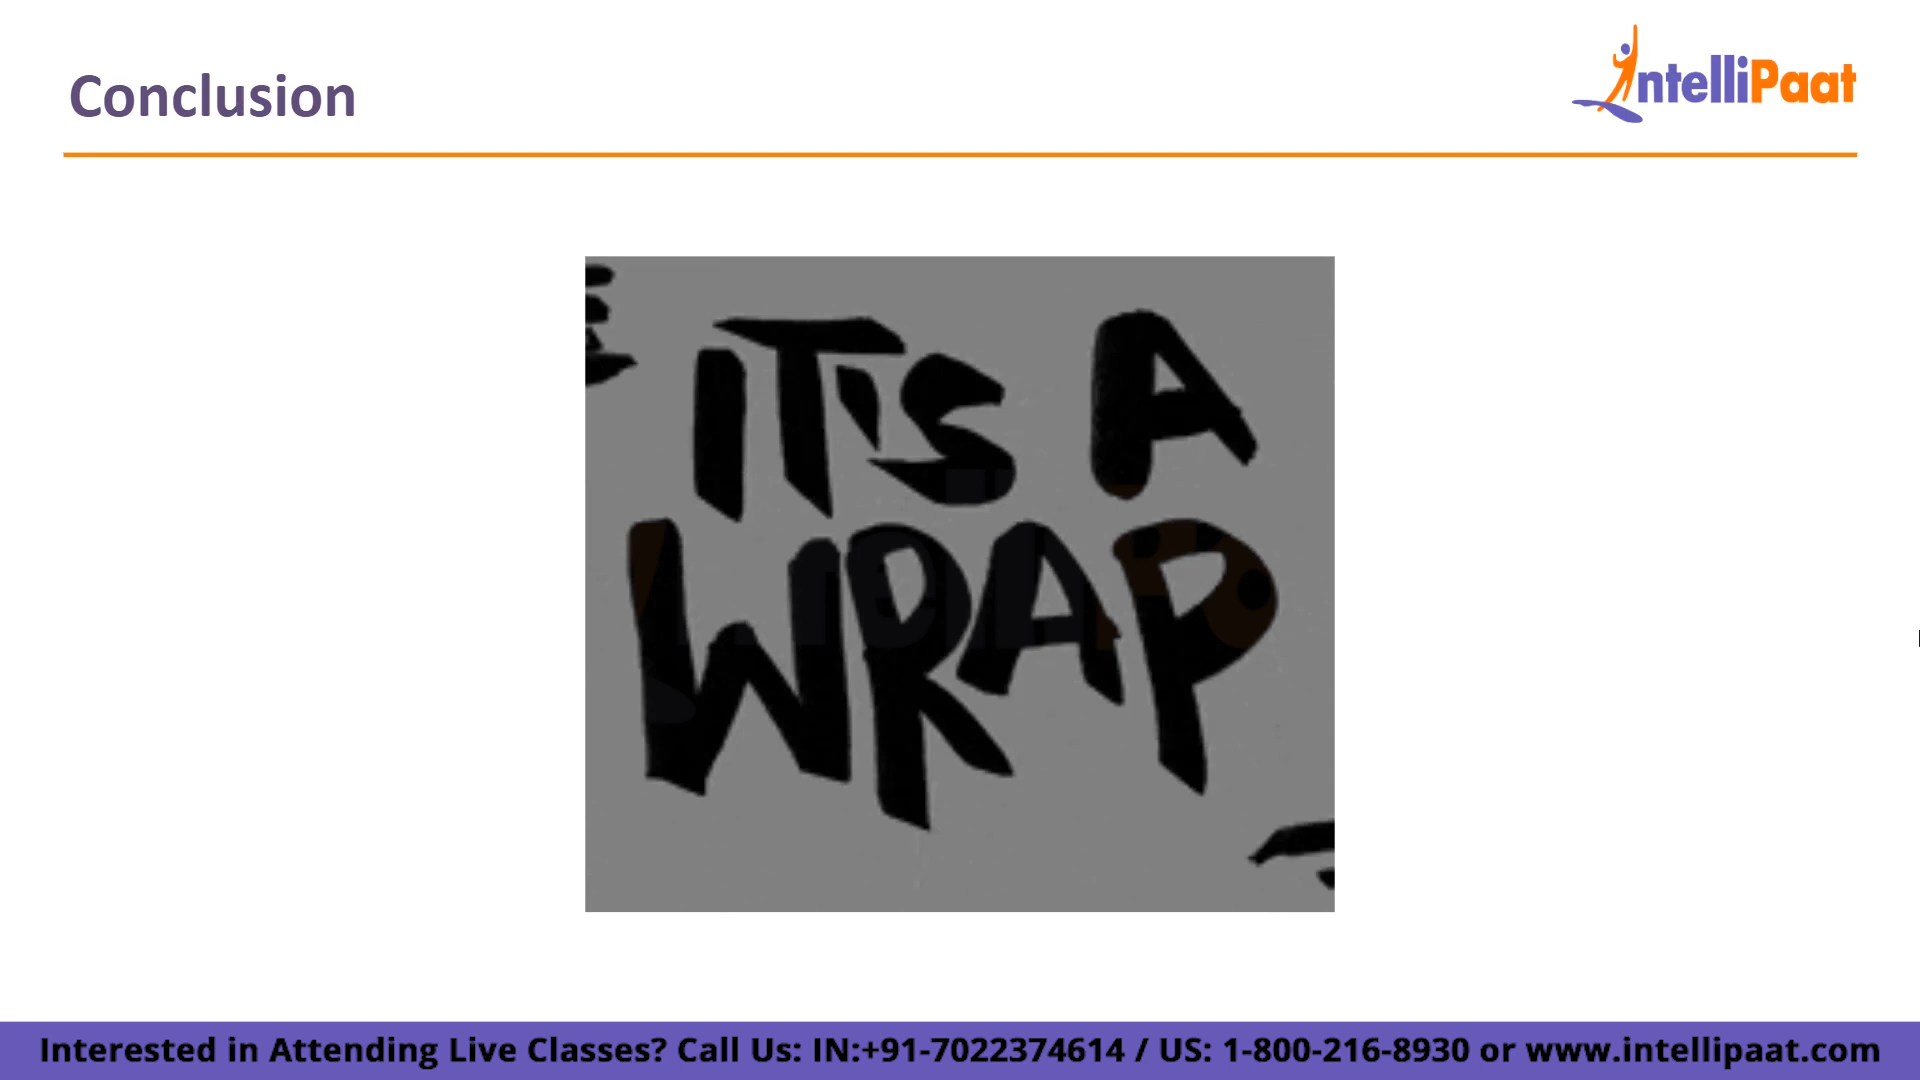 Conclusion
IntelliPaat
IT'S A
WRAP
Interested in Attending Live Classes? Call Us: IN:+91-7022374614 / US: 1-800-216-8930 or www.intellipaat.com